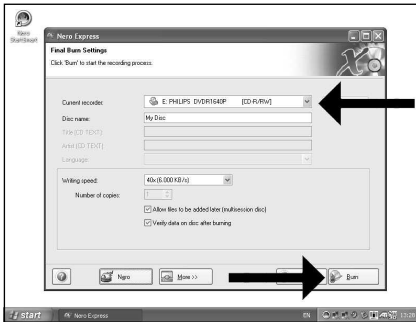 Nero
StartSmart
Nero Express
Final Burn Settings
Click 'Burn' to start the recording process.
Current recorder:
E: PHILIPS DVDR1640P [CD-R/RW]
Disc name:
My Disc
Title (CD TEXT):
Artist (CD TEXT):
Language:
Writing speed:
40x (6.000 KB/s)
Number of copies:
1
Allow files to be added later (multisession disc)
Verify data on disc after burning
Nero
More >>
Burn
start
Nero Express
EN
13:28